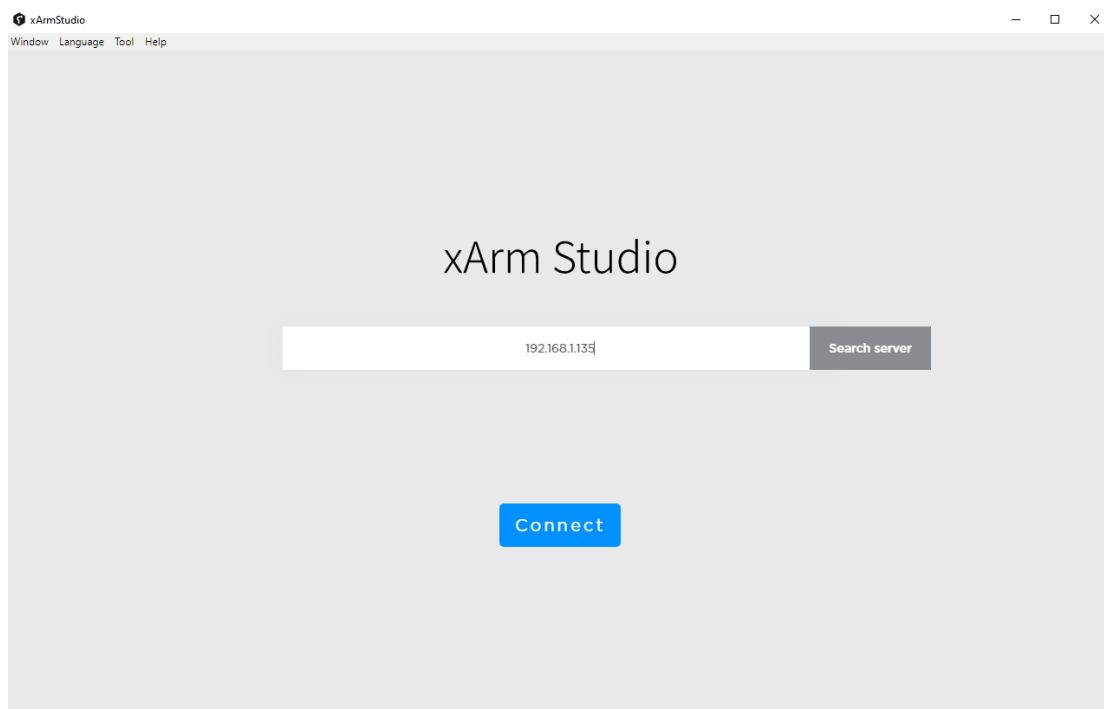 xArmStudio
Window Language Tool Help
xArm Studio
192.168.1.135
Search server
Connect